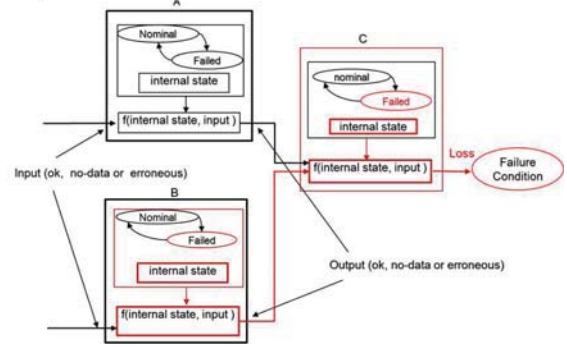 A
Nominal
Failed
internal state
f(internal state, input )
C
nominal
Failed
internal state
f(internal state, input )
Loss
Failure
Condition
Input (ok, no-data or erroneous)
B
Nominal
Failed
internal state
f(internal state, input )
Output (ok, no-data or erroneous)